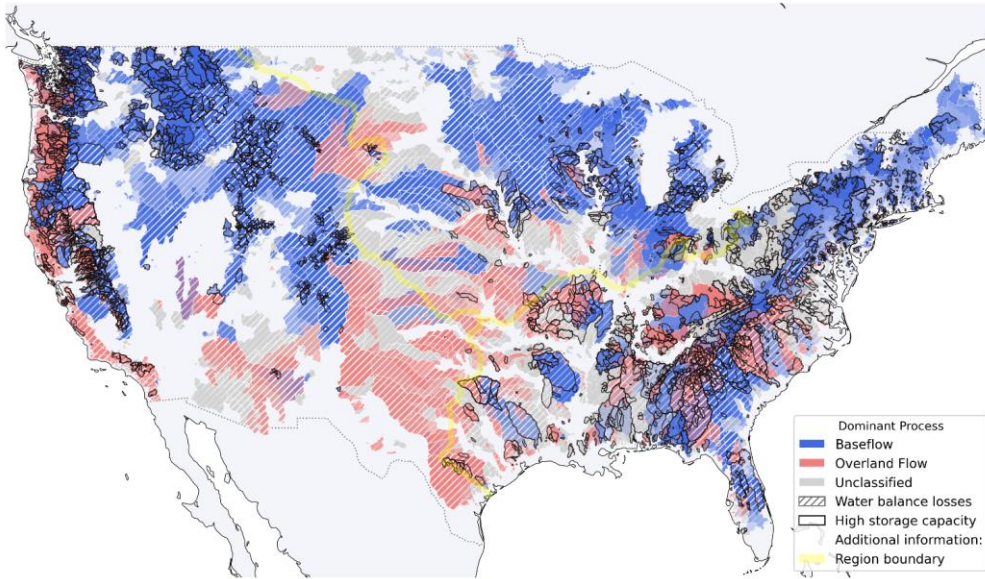 Dominant Process
Baseflow
Overland Flow
Unclassified
Water balance losses
High storage capacity
Additional information:
Region boundary